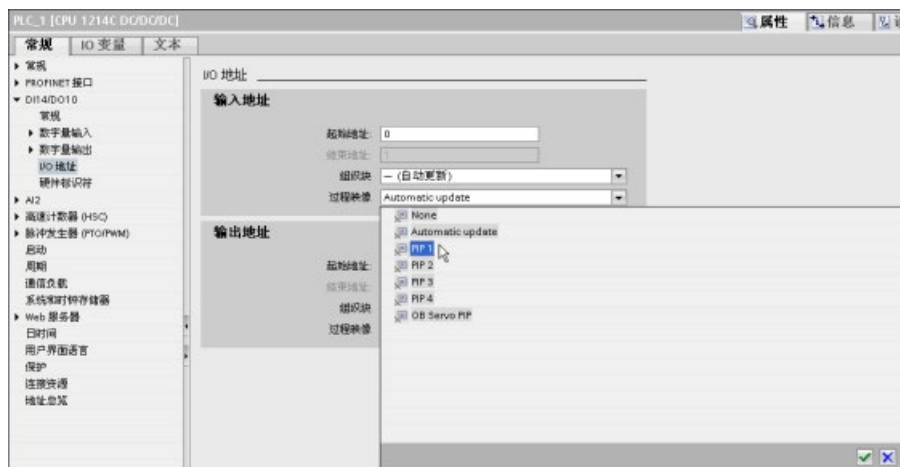 PLC_1 [CPU 1214C DC/DC/DC]
属性 信息
常规 IO 变量 文本
常规
PROFINET 接口
DI14/DO10
常规
数字量输入
数字量输出
I/O 地址
硬件标识符
AI2
高速计数器 (HSC)
脉冲发生器 (PTO/PWM)
启动
周期
通信负载
系统和时钟存储器
Web 服务器
日时间
用户界面语言
保护
连接资源
地址总览
I/O 地址
输入地址
起始地址: 0
结束地址: 1
组织块 — (自动更新)
过程映像 Automatic update
None
Automatic update
PIP 1
PIP 2
PIP 3
PIP 4
OB Servo PIP
输出地址
起始地址:
结束地址:
组织块
过程映像